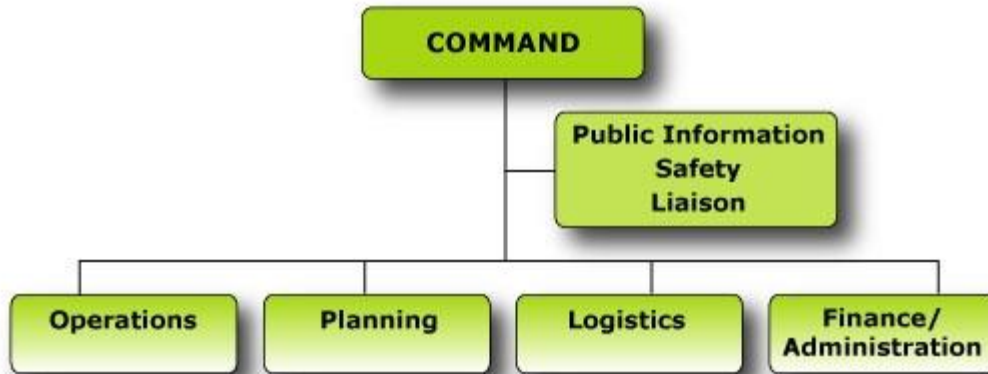 COMMAND
Public Information
Safety
Liaison
Operations
Planning
Logistics
Finance/
Administration